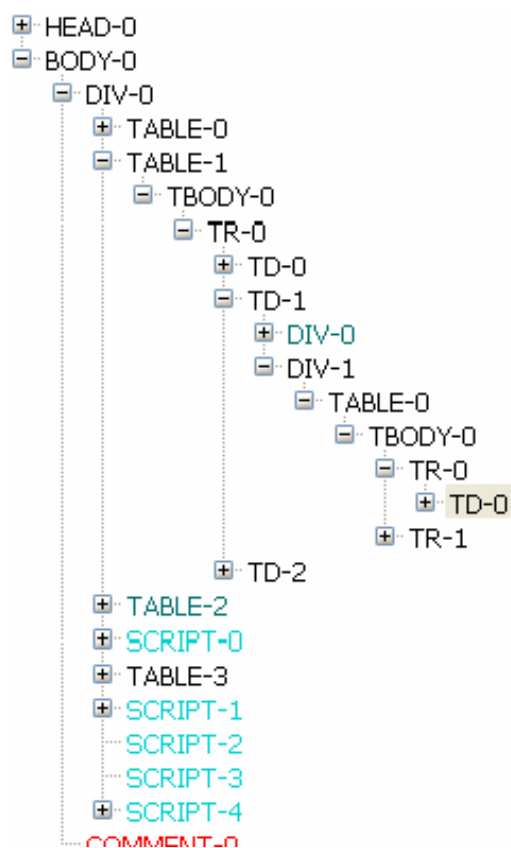 HEAD-0
BODY-0
DIV-0
TABLE-0
TABLE-1
TBODY-0
TR-0
TD-0
TD-1
DIV-0
DIV-1
TABLE-0
TBODY-0
TR-0
TD-0
TR-1
TD-2
TABLE-2
SCRIPT-0
TABLE-3
SCRIPT-1
SCRIPT-2
SCRIPT-3
SCRIPT-4
COMMENT-0